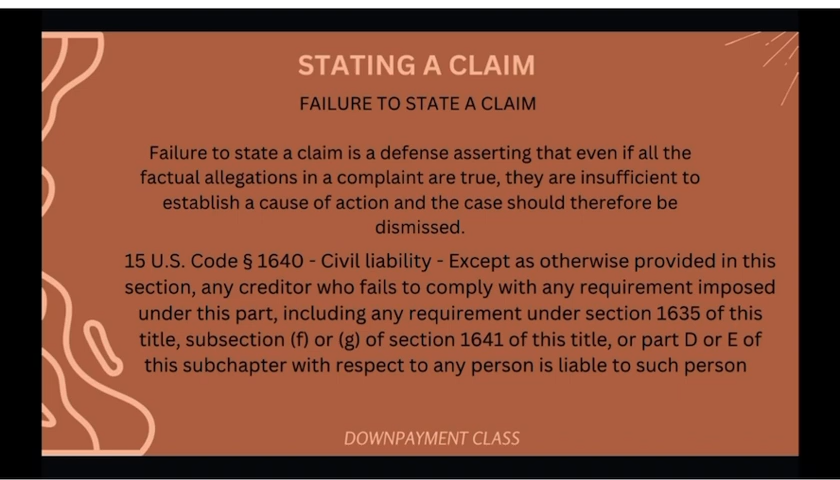 STATING A CLAIM
FAILURE TO STATE A CLAIM
Failure to state a claim is a defense asserting that even if all the
factual allegations in a complaint are true, they are insufficient to
establish a cause of action and the case should therefore be
dismissed.
15 U.S. Code § 1640 - Civil liability - Except as otherwise provided in this
section, any creditor who fails to comply with any requirement imposed
under this part, including any requirement under section 1635 of this
title, subsection (f) or (g) of section 1641 of this title, or part D or E of
this subchapter with respect to any person is liable to such person
DOWNPAYMENT CLASS